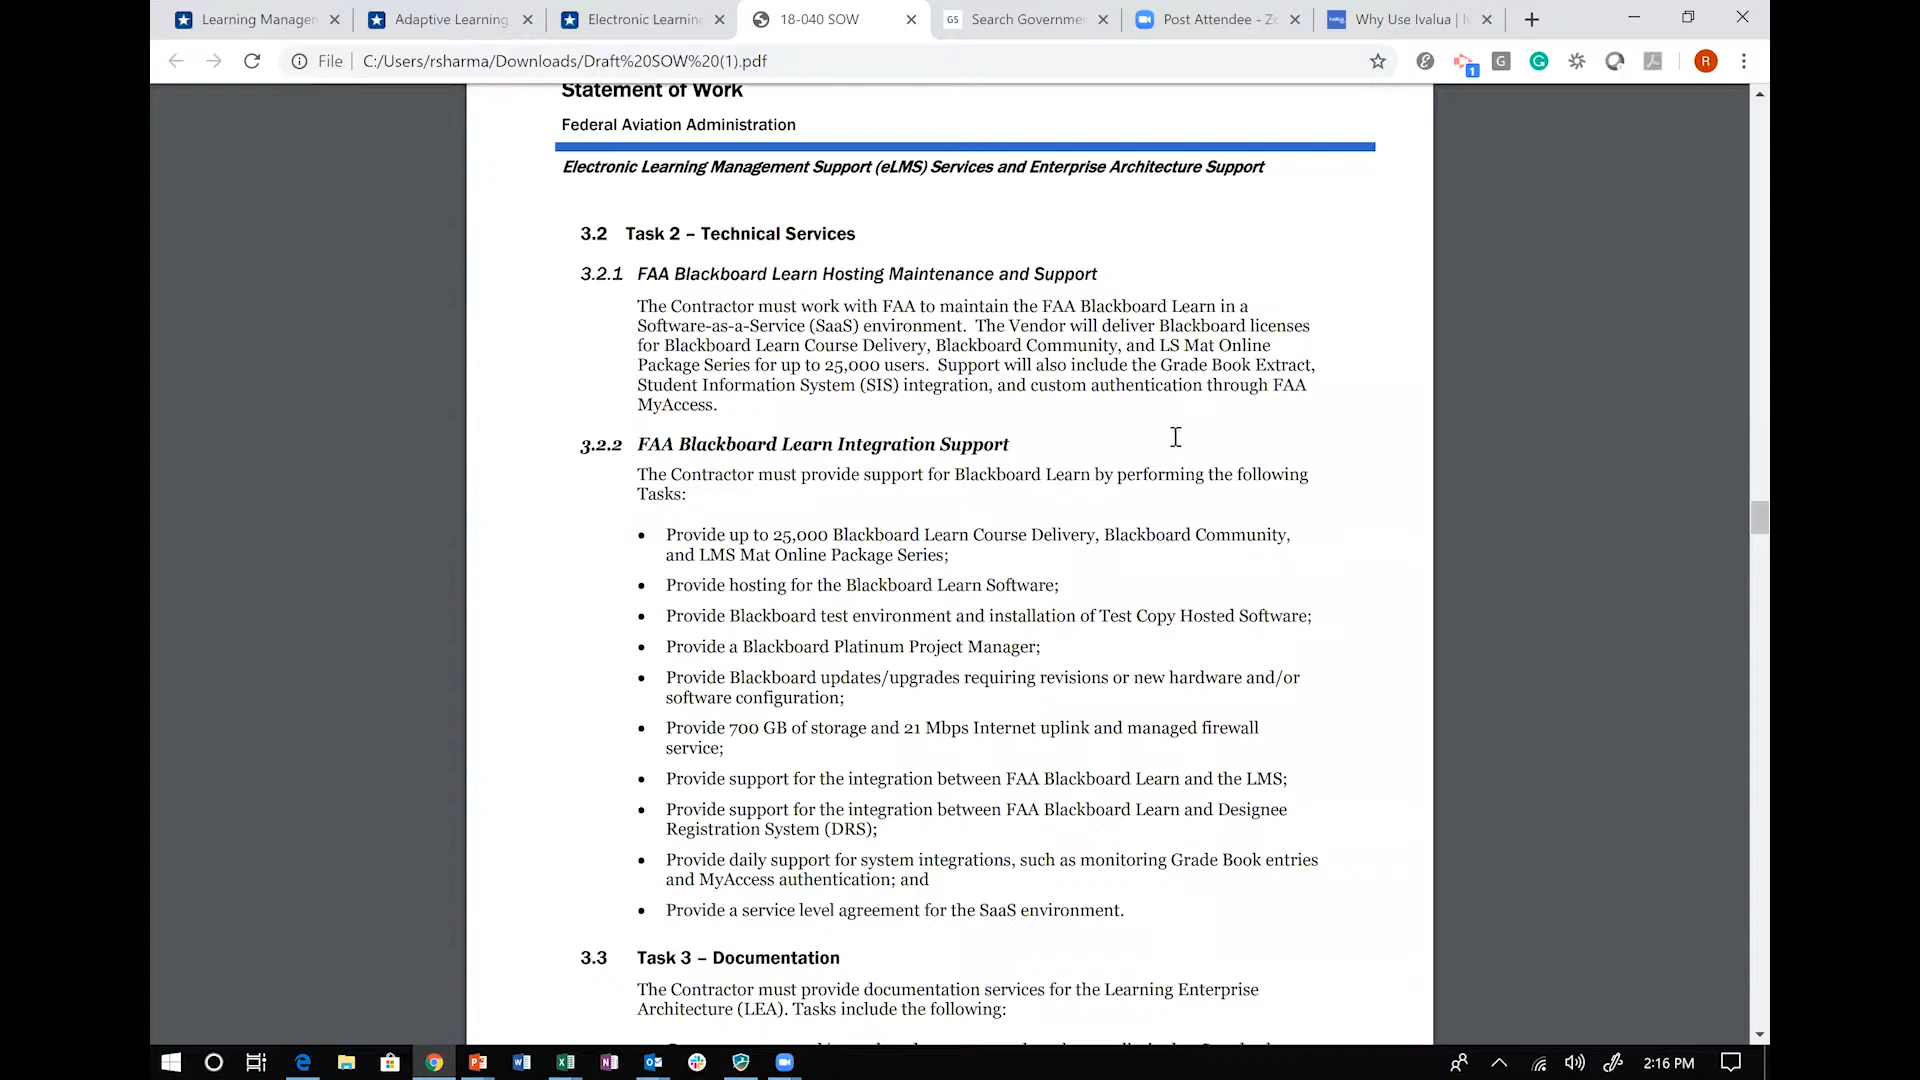 Learning Managem
Adaptive Learning
Electronic Learning
18-040 SOW
GS Search Governme
Post Attendee - Zo
Why Use Ivalua |
File
C:/Users/rsharma/Downloads/Draft%20SOW%20(1).pdf
1
G
R
Statement of Work
Federal Aviation Administration
Electronic Learning Management Support (eLMS) Services and Enterprise Architecture Support
3.2 Task 2 – Technical Services
3.2.1 FAA Blackboard Learn Hosting Maintenance and Support
The Contractor must work with FAA to maintain the FAA Blackboard Learn in a
Software-as-a-Service (SaaS) environment. The Vendor will deliver Blackboard licenses
for Blackboard Learn Course Delivery, Blackboard Community, and LS Mat Online
Package Series for up to 25,000 users. Support will also include the Grade Book Extract,
Student Information System (SIS) integration, and custom authentication through FAA
MyAccess.
3.2.2 FAA Blackboard Learn Integration Support
The Contractor must provide support for Blackboard Learn by performing the following
Tasks:
• Provide up to 25,000 Blackboard Learn Course Delivery, Blackboard Community,
and LMS Mat Online Package Series;
• Provide hosting for the Blackboard Learn Software;
• Provide Blackboard test environment and installation of Test Copy Hosted Software;
• Provide a Blackboard Platinum Project Manager;
• Provide Blackboard updates/upgrades requiring revisions or new hardware and/or
software configuration;
• Provide 700 GB of storage and 21 Mbps Internet uplink and managed firewall
service;
• Provide support for the integration between FAA Blackboard Learn and the LMS;
• Provide support for the integration between FAA Blackboard Learn and Designee
Registration System (DRS);
• Provide daily support for system integrations, such as monitoring Grade Book entries
and MyAccess authentication; and
• Provide a service level agreement for the SaaS environment.
3.3 Task 3 – Documentation
The Contractor must provide documentation services for the Learning Enterprise
Architecture (LEA). Tasks include the following:
2:16 PM